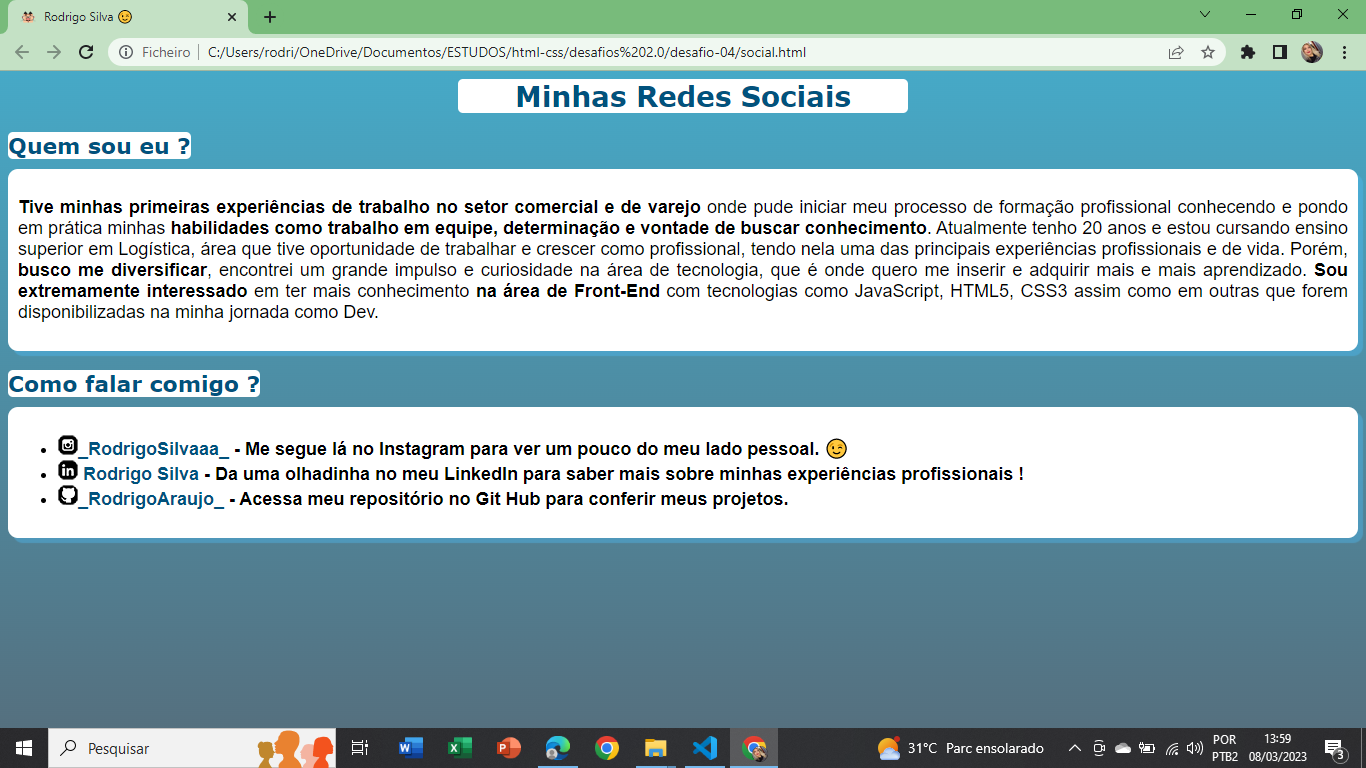 Rodrigo Silva 😉
Ficheiro | C:/Users/rodri/OneDrive/Documentos/ESTUDOS/html-css/desafios%202.0/desafio-04/social.html
Minhas Redes Sociais
Quem sou eu ?
Tive minhas primeiras experiências de trabalho no setor comercial e de varejo onde pude iniciar meu processo de formação profissional conhecendo e pondo
em prática minhas habilidades como trabalho em equipe, determinação e vontade de buscar conhecimento. Atualmente tenho 20 anos e estou cursando ensino
superior em Logística, área que tive oportunidade de trabalhar e crescer como profissional, tendo nela uma das principais experiências profissionais e de vida. Porém,
busco me diversificar, encontrei um grande impulso e curiosidade na área de tecnologia, que é onde quero me inserir e adquirir mais e mais aprendizado. Sou
extremamente interessado em ter mais conhecimento na área de Front-End com tecnologias como JavaScript, HTML5, CSS3 assim como em outras que forem
disponibilizadas na minha jornada como Dev.
Como falar comigo ?
_RodrigoSilvaaa_ - Me segue lá no Instagram para ver um pouco do meu lado pessoal. 😉
Rodrigo Silva - Da uma olhadinha no meu LinkedIn para saber mais sobre minhas experiências profissionais !
_RodrigoAraujo_ - Acessa meu repositório no Git Hub para conferir meus projetos.
Pesquisar
31°C Parc ensolarado
POR
PTB2
13:59
08/03/2023
3